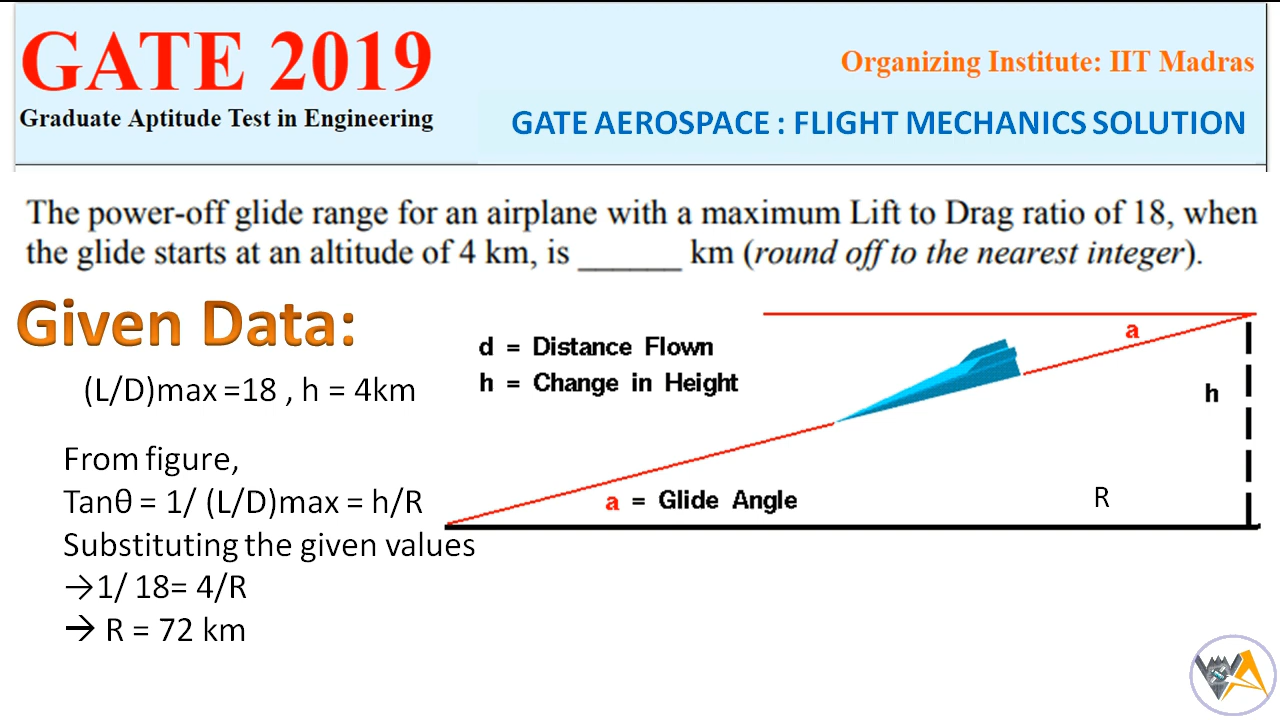 GATE 2019
Graduate Aptitude Test in Engineering
Organizing Institute: IIT Madras
GATE AEROSPACE : FLIGHT MECHANICS SOLUTION
The power-off glide range for an airplane with a maximum Lift to Drag ratio of 18, when
the glide starts at an altitude of 4 km, is ______ km (round off to the nearest integer).
Given Data:
(L/D)max =18 , h = 4km
From figure,
Tanθ = 1/ (L/D)max = h/R
Substituting the given values
→1/ 18= 4/R
→ R = 72 km
d = Distance Flown
h = Change in Height
a
h
a = Glide Angle
R